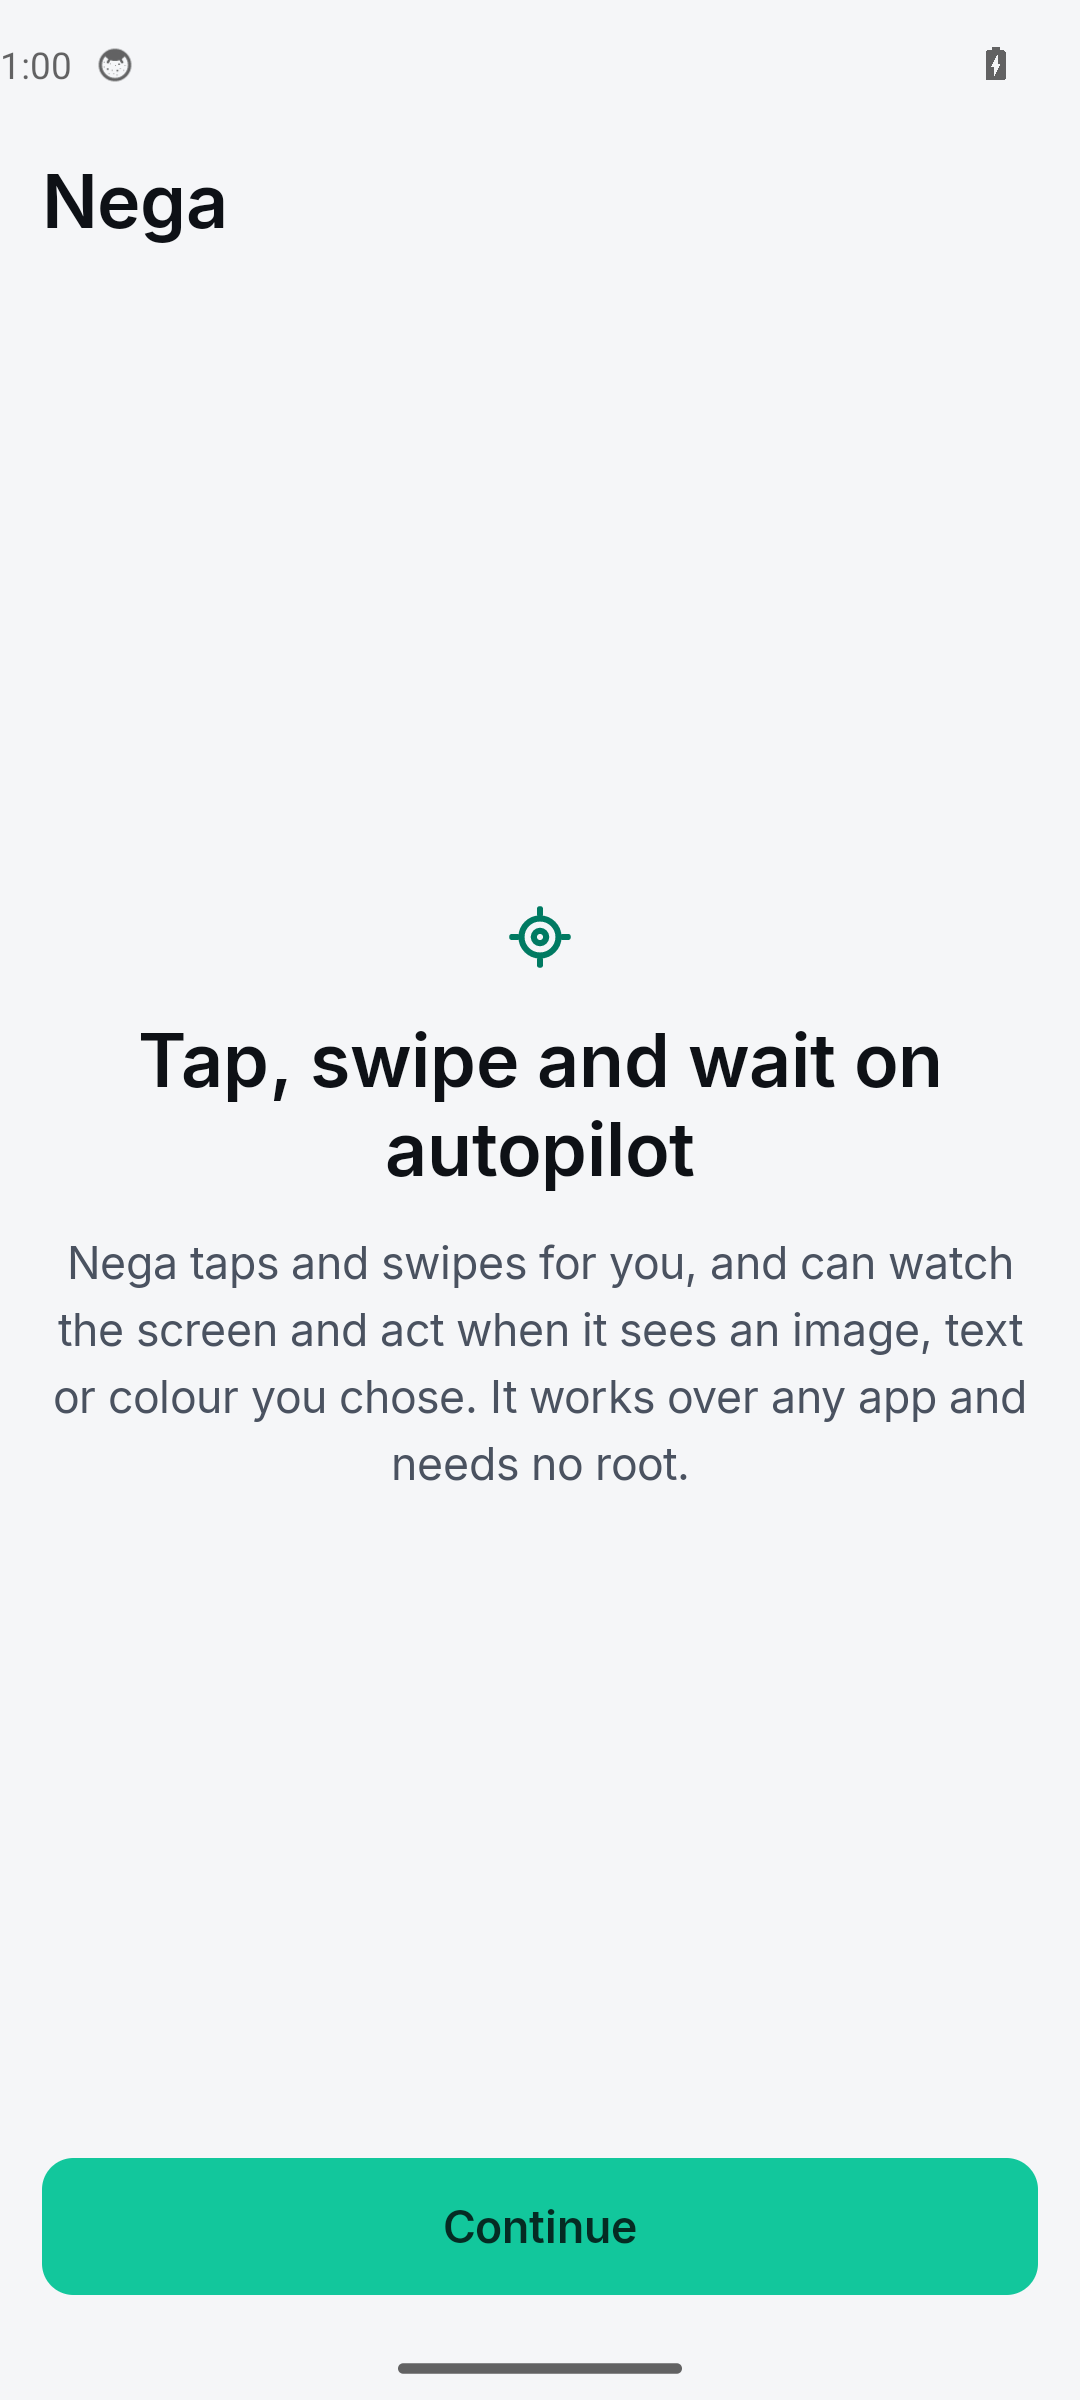 1:00
Nega
Tap, swipe and wait on
autopilot
Nega taps and swipes for you, and can watch
the screen and act when it sees an image, text
or colour you chose. It works over any app and
needs no root.
Continue